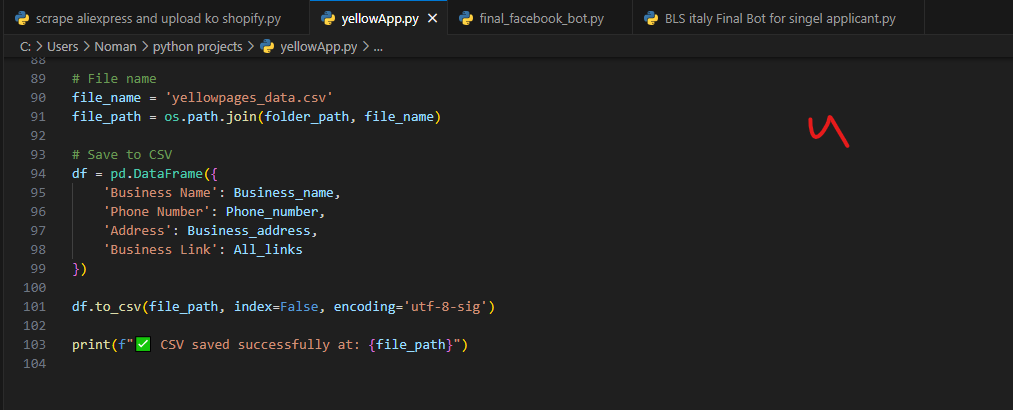 scrape aliexpress and upload ko shopify.py yellowApp.py final_facebook_bot.py BLS italy Final Bot for singel applicant.py
C: > Users > Noman > python projects > yellowApp.py > ...
88
89 # File name
90 file_name = 'yellowpages_data.csv'
91 file_path = os.path.join(folder_path, file_name)
92
93 # Save to CSV
94 df = pd.DataFrame({
95     'Business Name': Business_name,
96     'Phone Number': Phone_number,
97     'Address': Business_address,
98     'Business Link': All_links
99 })
100
101 df.to_csv(file_path, index=False, encoding='utf-8-sig')
102
103 print(f"✅ CSV saved successfully at: {file_path}")
104